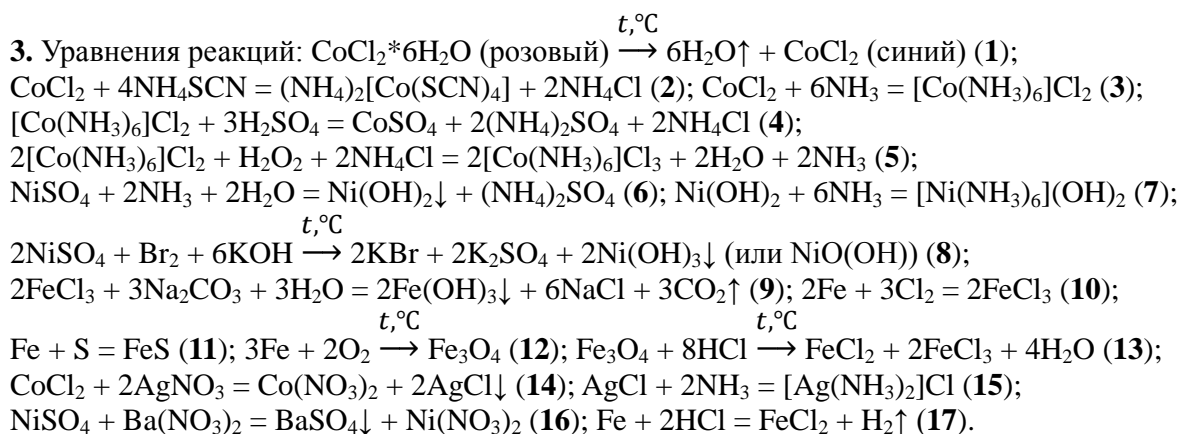 t,°C
3. Уравнения реакций: CoCl₂*6H₂O (розовый) ⟶ 6H₂O↑ + CoCl₂ (синий) (1);
CoCl₂ + 4NH₄SCN = (NH₄)₂[Co(SCN)₄] + 2NH₄Cl (2); CoCl₂ + 6NH₃ = [Co(NH₃)₆]Cl₂ (3);
[Co(NH₃)₆]Cl₂ + 3H₂SO₄ = CoSO₄ + 2(NH₄)₂SO₄ + 2NH₄Cl (4);
2[Co(NH₃)₆]Cl₂ + H₂O₂ + 2NH₄Cl = 2[Co(NH₃)₆]Cl₃ + 2H₂O + 2NH₃ (5);
NiSO₄ + 2NH₃ + 2H₂O = Ni(OH)₂↓ + (NH₄)₂SO₄ (6); Ni(OH)₂ + 6NH₃ = [Ni(NH₃)₆](OH)₂ (7);
t,°C
2NiSO₄ + Br₂ + 6KOH ⟶ 2KBr + 2K₂SO₄ + 2Ni(OH)₃↓ (или NiO(OH)) (8);
2FeCl₃ + 3Na₂CO₃ + 3H₂O = 2Fe(OH)₃↓ + 6NaCl + 3CO₂↑ (9); 2Fe + 3Cl₂ = 2FeCl₃ (10);
t,°C t,°C
Fe + S = FeS (11); 3Fe + 2O₂ ⟶ Fe₃O₄ (12); Fe₃O₄ + 8HCl ⟶ FeCl₂ + 2FeCl₃ + 4H₂O (13);
CoCl₂ + 2AgNO₃ = Co(NO₃)₂ + 2AgCl↓ (14); AgCl + 2NH₃ = [Ag(NH₃)₂]Cl (15);
NiSO₄ + Ba(NO₃)₂ = BaSO₄↓ + Ni(NO₃)₂ (16); Fe + 2HCl = FeCl₂ + H₂↑ (17).